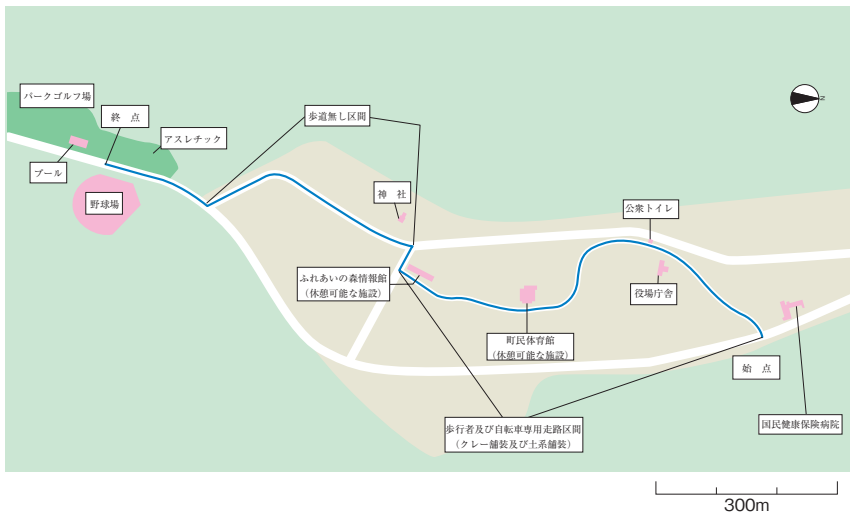 パークゴルフ場
終　点
アスレチック
歩道無し区間
N
プール
野球場
神　社
公衆トイレ
ふれあいの森情報館
（休憩可能な施設）
役場庁舎
町民体育館
（休憩可能な施設）
始　点
歩行者及び自転車専用走路区間
（クレー舗装及び土系舗装）
国民健康保険病院
300m